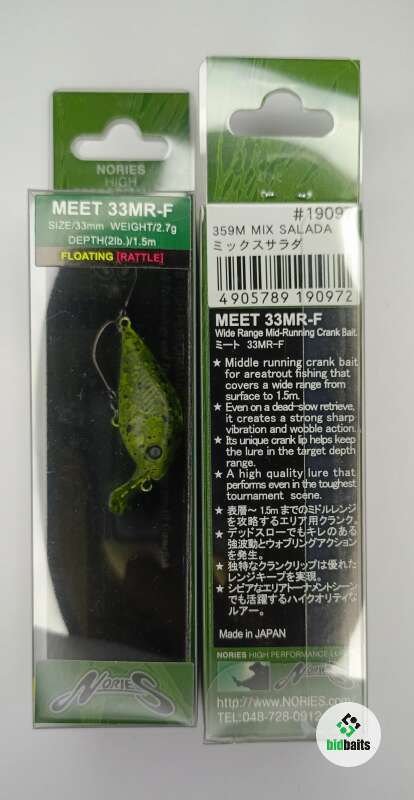 NORIES
HIGH
MEET 33MR-F
SIZE/33mm WEIGHT/2.7g
DEPTH(2lb.)/1.5m
FLOATING [RATTLE]
NORIES
#19097
359M MIX SALADA
ミックスサラダ
4905789 190972
MEET 33MR-F
Wide Range Mid-Running Crank Bait.
ミート 33MR-F
★ Middle running crank bait
for areatrout fishing that
covers a wide range from
surface to 1.5m.
★ Even on a dead-slow retrieve,
it creates a strong sharp
vibration and wobble action.
★ Its unique crank lip helps keep
the lure in the target depth
range.
★ A high quality lure that
performs even in the toughest
tournament scene.
★ 表層~1.5mまでのミドルレンジ
を攻略するエリア用クランク。
★ デッドスローでもキレのある
強波動とウォブリングアクション
を発生。
★ 独特なクランクリップは優れた
レンジキープを実現。
★ シビアなエリアトーナメントシーン
でも活躍するハイクオリティな
ルアー。
Made in JAPAN
NORIES HIGH PERFORMANCE
NORIES
http://www.NORIES.com
TEL:048-728-0912
bidbaits